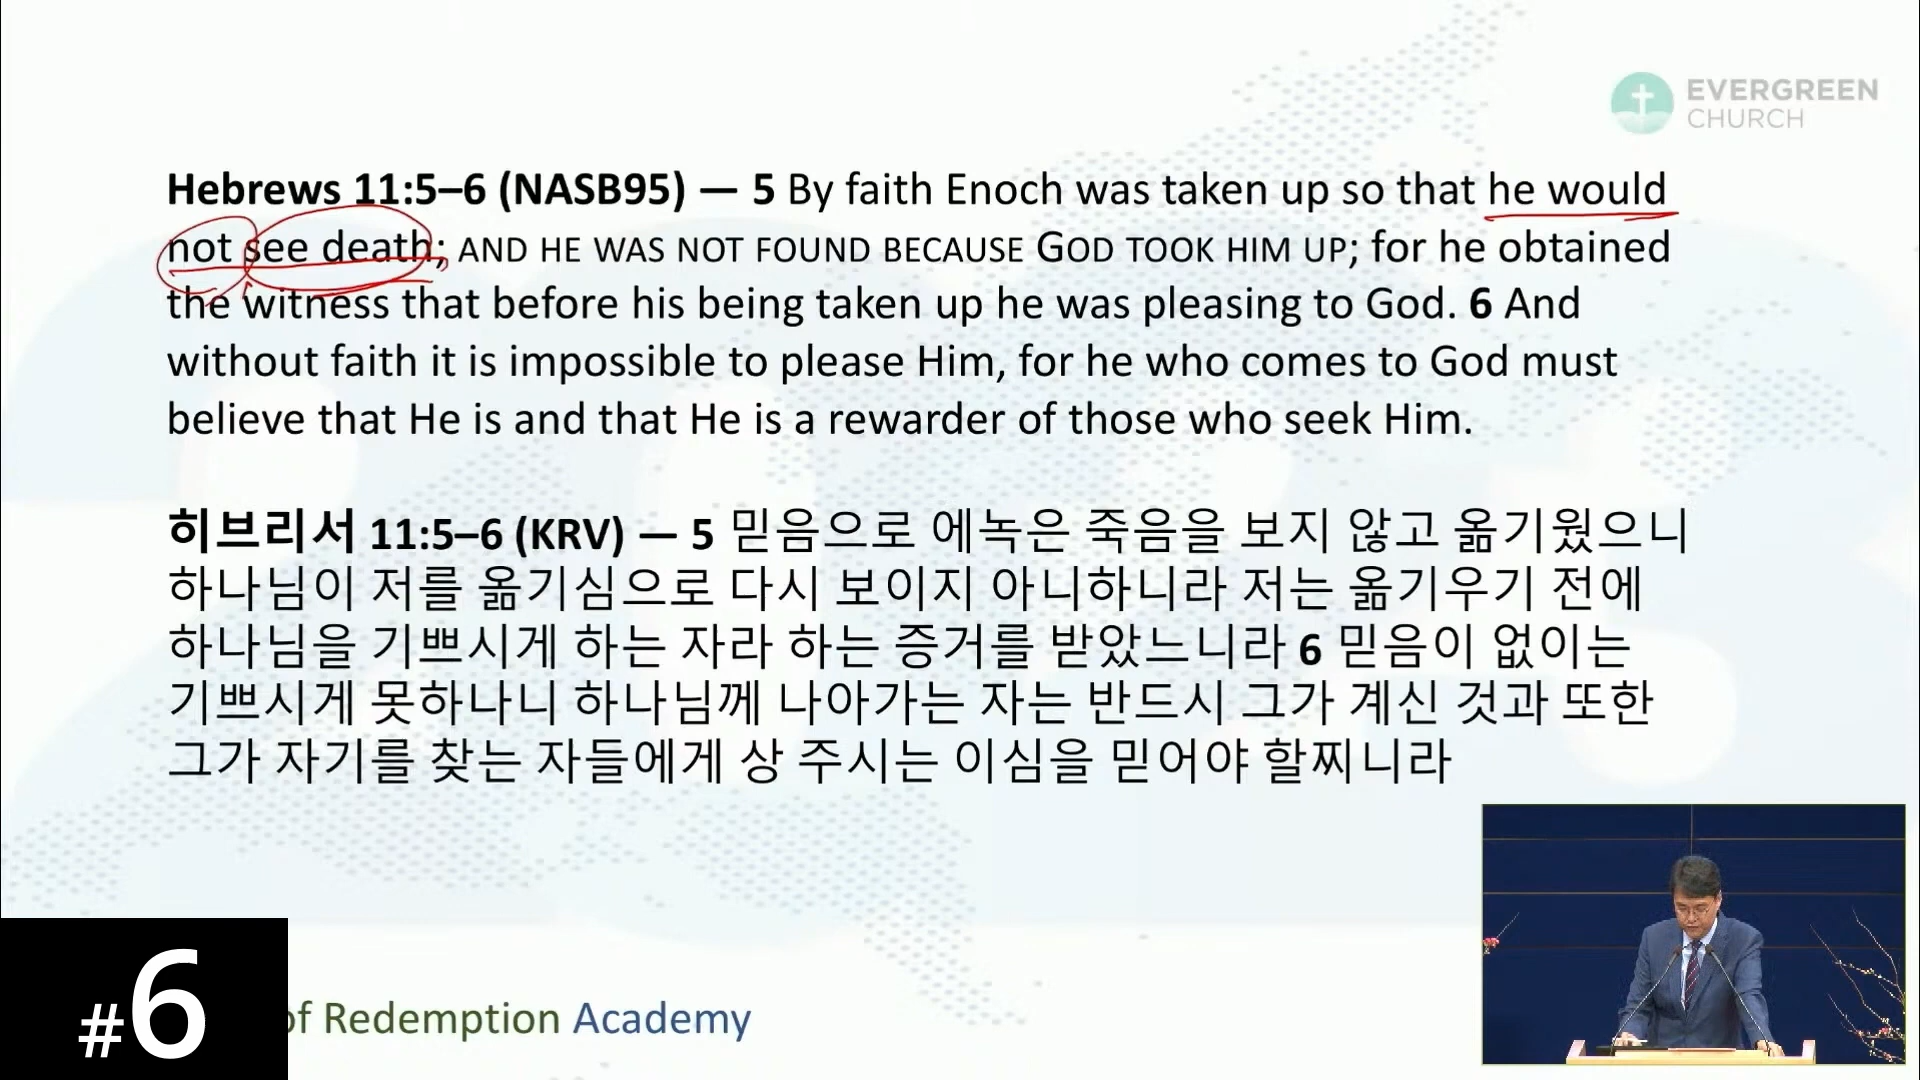 EVERGREEN
CHURCH
Hebrews 11:5–6 (NASB95) — 5 By faith Enoch was taken up so that he would
not see death; AND HE WAS NOT FOUND BECAUSE GOD TOOK HIM UP; for he obtained
the witness that before his being taken up he was pleasing to God. 6 And
without faith it is impossible to please Him, for he who comes to God must
believe that He is and that He is a rewarder of those who seek Him.
히브리서 11:5–6 (KRV) — 5 믿음으로 에녹은 죽음을 보지 않고 옮기웠으니
하나님이 저를 옮기심으로 다시 보이지 아니하니라 저는 옮기우기 전에
하나님을 기쁘시게 하는 자라 하는 증거를 받았느니라 6 믿음이 없이는
기쁘시게 못하나니 하나님께 나아가는 자는 반드시 그가 계신 것과 또한
그가 자기를 찾는 자들에게 상 주시는 이심을 믿어야 할찌니라
#6
of Redemption Academy